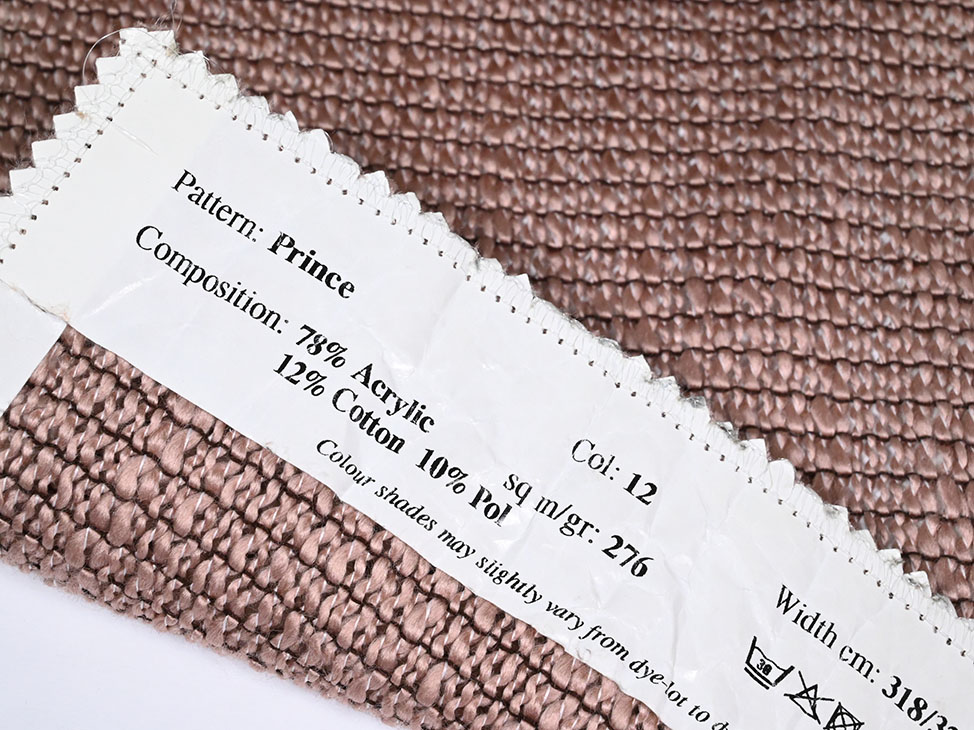 Pattern: Prince
Col: 12
Composition: 78% Acrylic
12% Cotton 10% Pol
sq m/gr: 276
Width cm: 318/3
Colour shades may slightly vary from dye-lot to
30